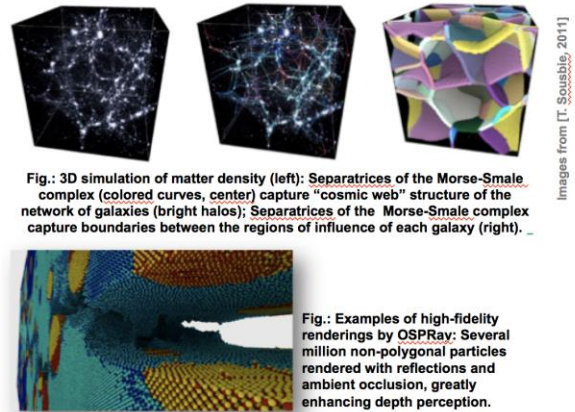 Images from [T. Sousbie, 2011]
Fig.: 3D simulation of matter density (left): Separatrices of the Morse-Smale
complex (colored curves, center) capture “cosmic web” structure of the
network of galaxies (bright halos); Separatrices of the Morse-Smale complex
capture boundaries between the regions of influence of each galaxy (right).
Fig.: Examples of high-fidelity
renderings by OSPRay: Several
million non-polygonal particles
rendered with reflections and
ambient occlusion, greatly
enhancing depth perception.